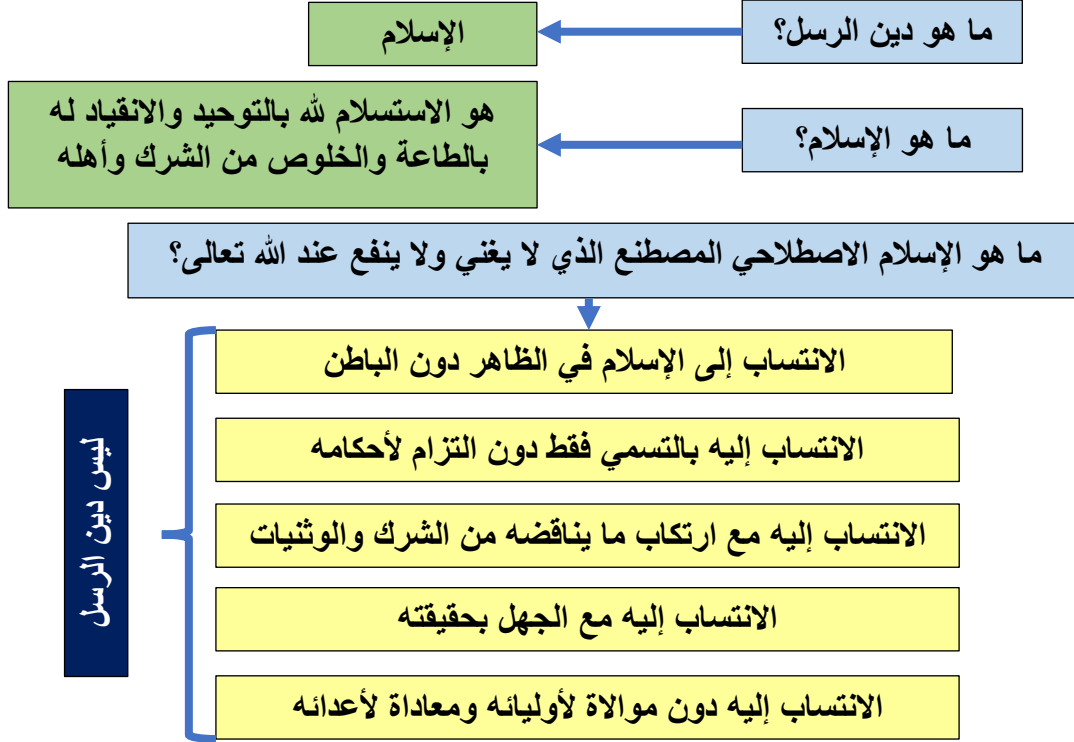 ما هو دين الرسل؟
الإسلام
ما هو الإسلام؟
هو الاستسلام لله بالتوحيد والانقياد له
بالطاعة والخلوص من الشرك وأهله
ما هو الإسلام الاصطلاحي المصطنع الذي لا يغني ولا ينفع عند الله تعالى؟
الانتساب إلى الإسلام في الظاهر دون الباطن
الانتساب إليه بالتسمي فقط دون التزام لأحكامه
الانتساب إليه مع ارتكاب ما يناقضه من الشرك والوثنيات
الانتساب إليه مع الجهل بحقيقته
الانتساب إليه دون موالاة لأوليائه ومعاداة لأعدائه
ليس دين الرسل